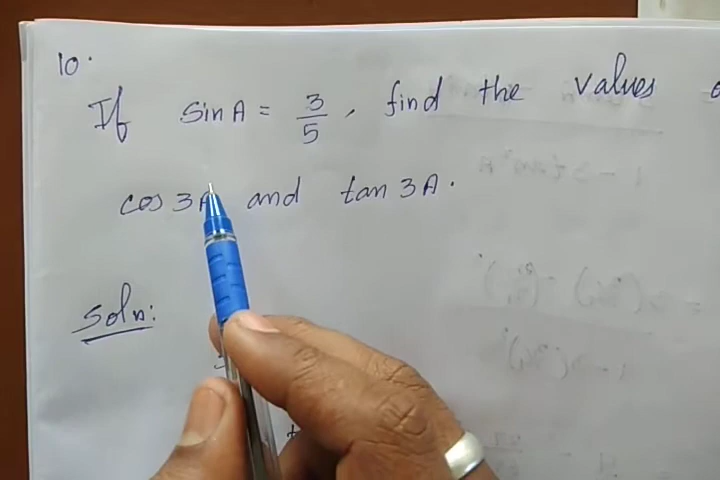 10.
If sin A = 3/5, find the values
cos 3A and tan 3A.
Soln: